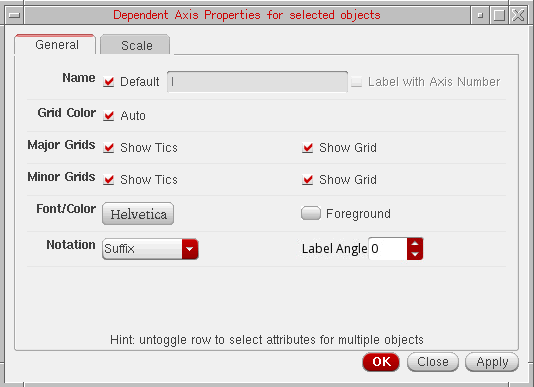 Dependent Axis Properties for selected objects
General Scale
Name Default I Label with Axis Number
Grid Color Auto
Major Grids Show Tics Show Grid
Minor Grids Show Tics Show Grid
Font/Color Helvetica Foreground
Notation Suffix Label Angle 0
Hint: untoggle row to select attributes for multiple objects
OK Close Apply